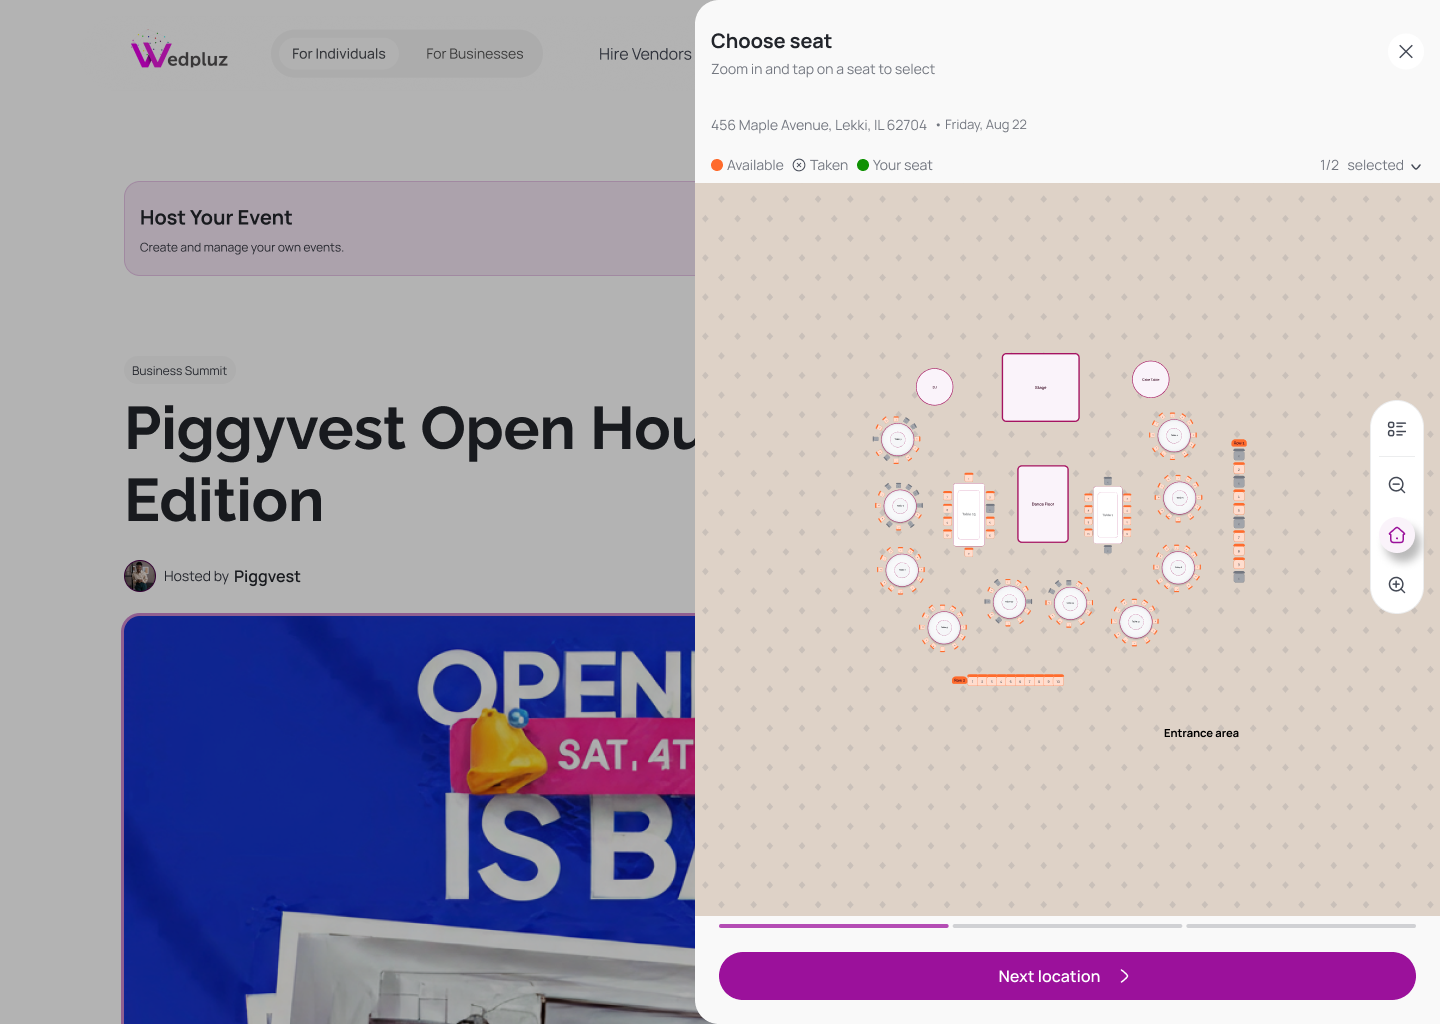 Wedpluz
For Individuals
For Businesses
Hire Vendors
Host Your Event
Create and manage your own events.
Business Summit
Piggyvest Open Hou
Edition
Hosted by Piggvest
OPEN
SAT, 4T
IS BA
Choose seat
Zoom in and tap on a seat to select
456 Maple Avenue, Lekki, IL 62704 • Friday, Aug 22
Available
Taken
Your seat
1/2 selected
Stage
Dance Floor
Entrance area
Next location